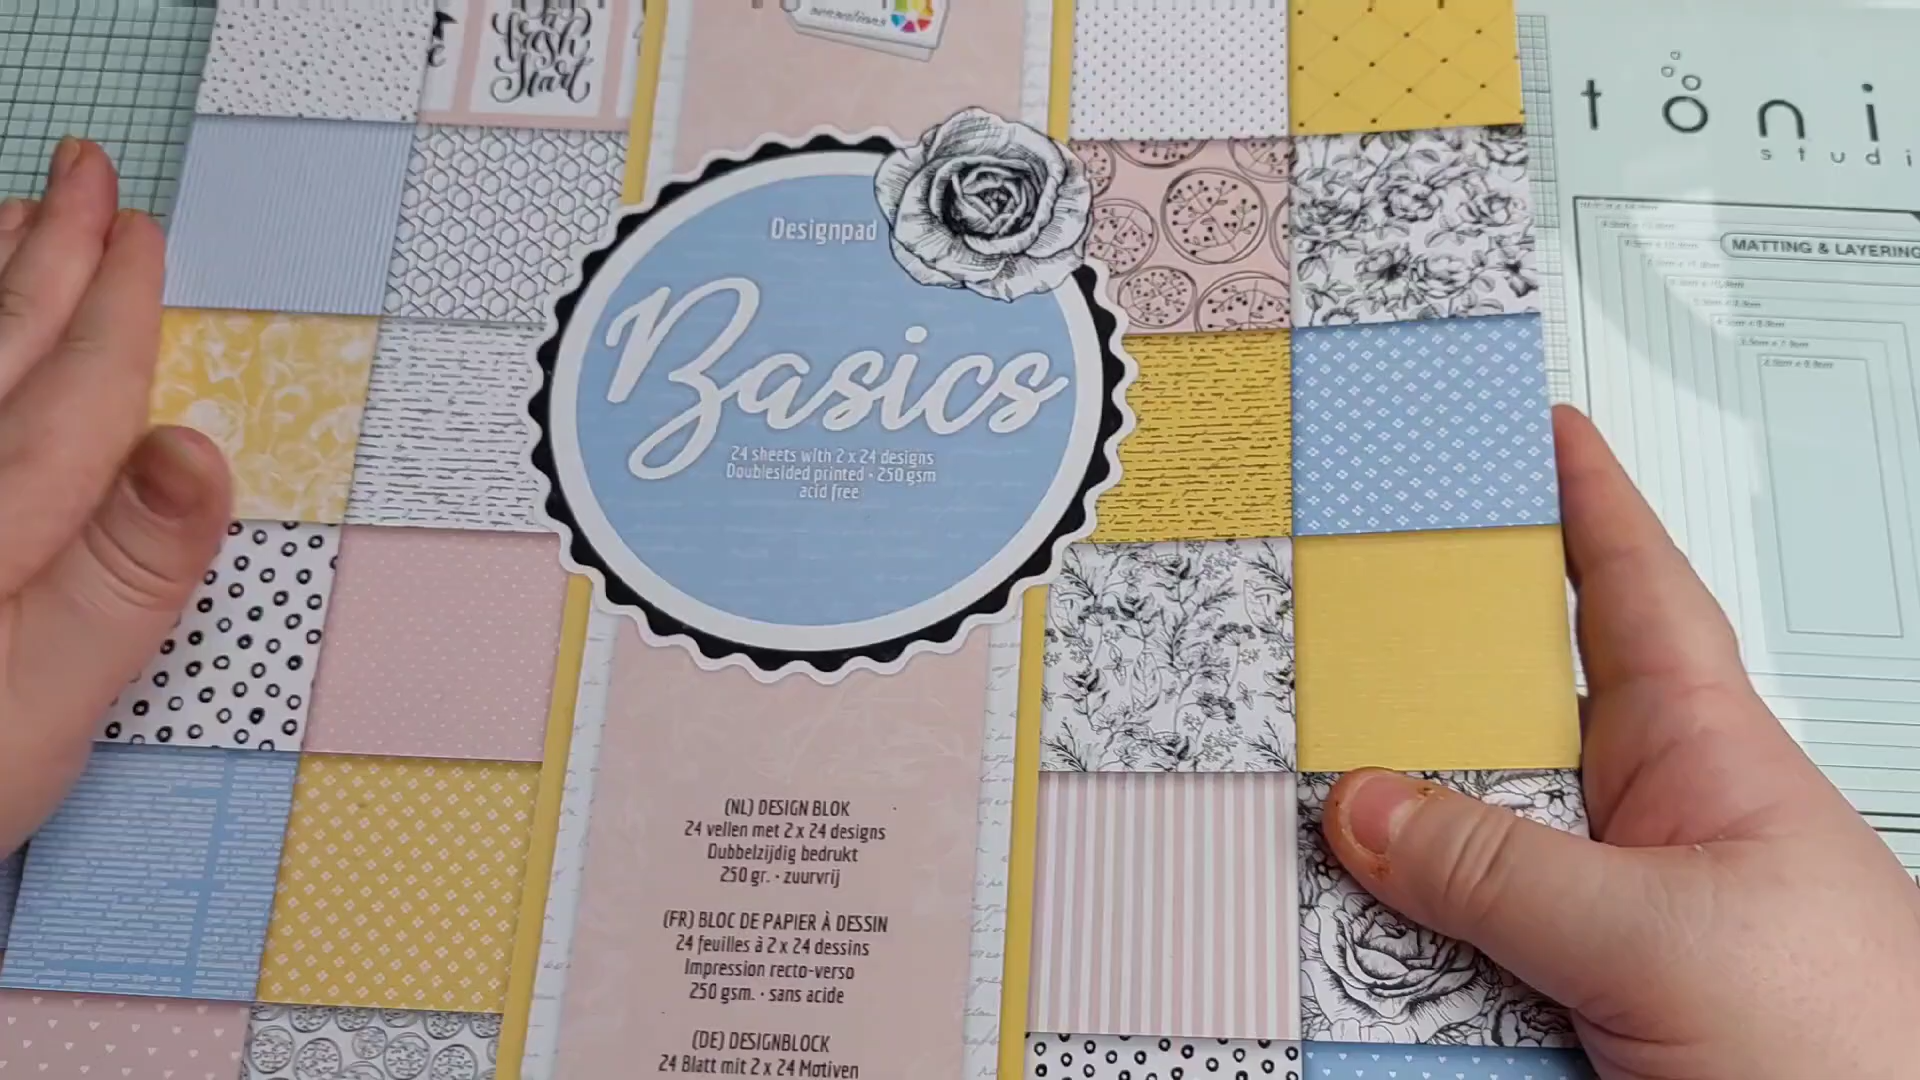 a
fresh
Start
toni
studi
MATTING & LAYERING
Designpad
Basics
24 sheets with 2 x 24 designs
Doublesided printed • 250 gsm
acid free
(NL) DESIGN BLOK
24 vellen met 2 x 24 designs
Dubbelzijdig bedrukt
250 gr. • zuurvrij
(FR) BLOC DE PAPIER À DESSIN
24 feuilles à 2 x 24 dessins
Impression recto-verso
250 gsm. • sans acide
(DE) DESIGNBLOCK
24 Blatt mit 2 x 24 Motiven